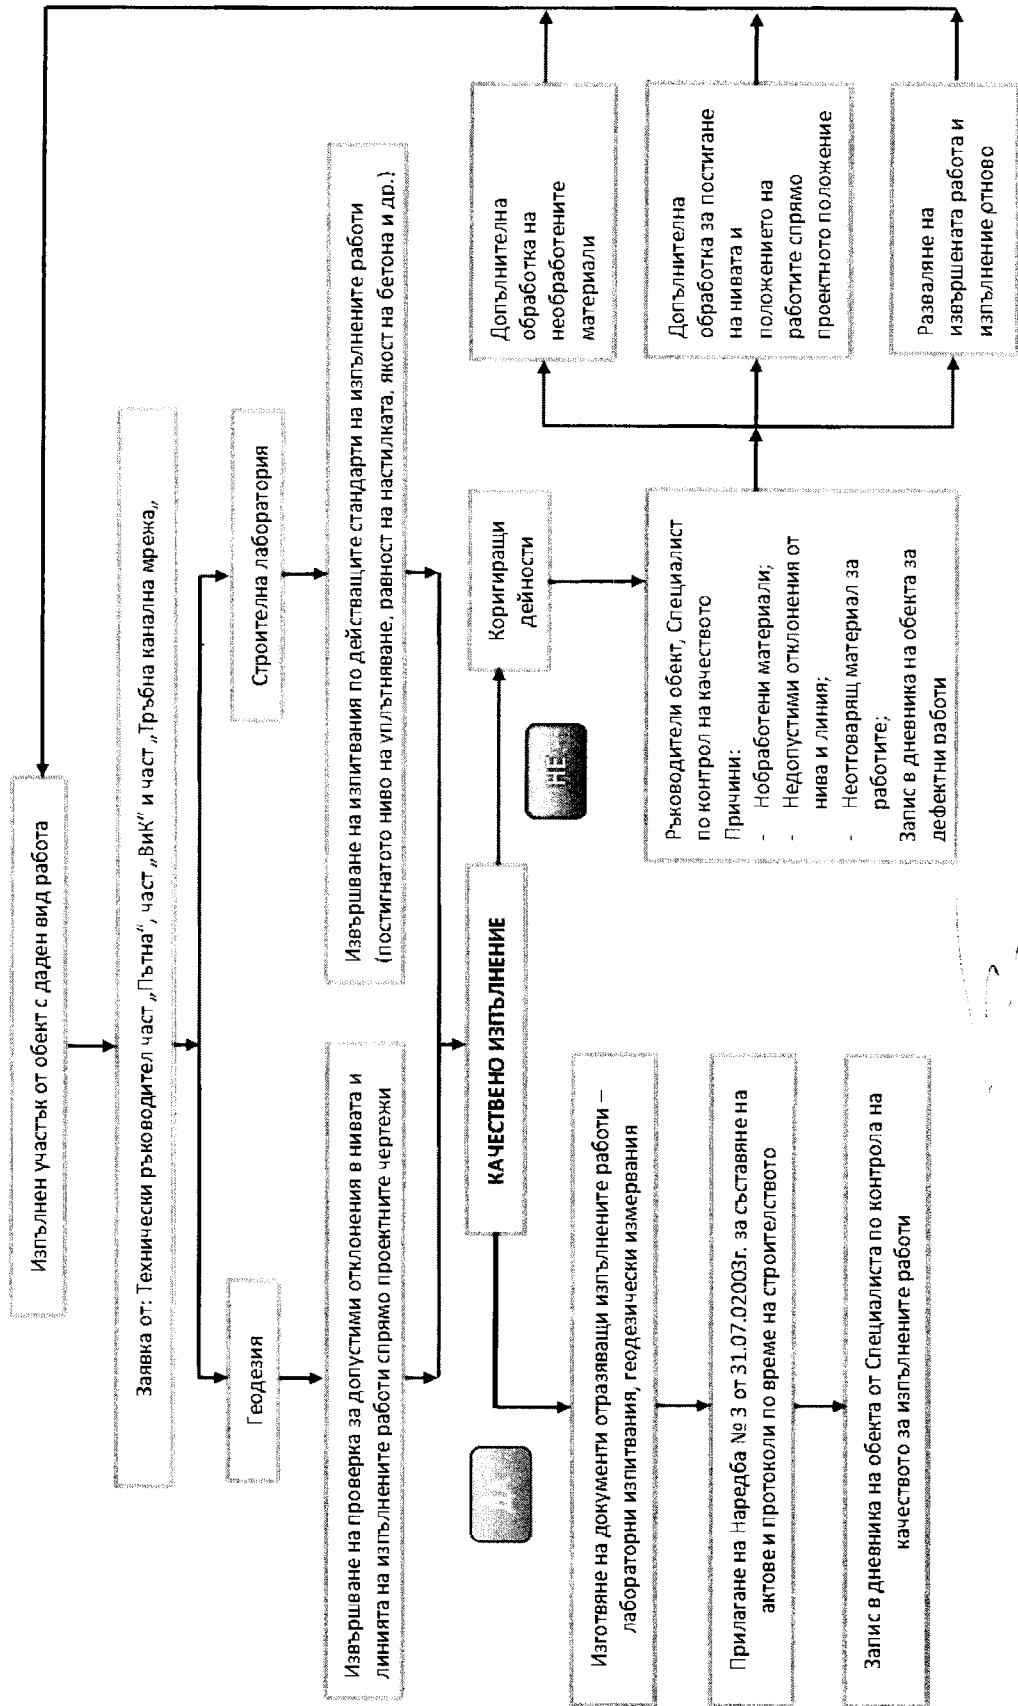 Изпълнен участък от обект с даден вид работа
Заявка от: Технически ръководител част „Пътна“, част „ВиК“ и част „Тръбна канална мрежа„
Геодезия
Строителна лаборатория
Извършване на проверка за допустими отклонения в нивата и
линията на изпълнените работи спрямо проектните чертежи
Извършване на изпитвания по действащите стандарти на изпълнените работи
(постигнатото ниво на уплътняване, равност на настилката, якост на бетона и др.)
КАЧЕСТВЕНО ИЗПЪЛНЕНИЕ
ДА
НЕ
Изготвяне на документи отразяващи изпълнените работи –
лабораторни изпитвания, геодезически измервания
Прилагане на Наредба № 3 от 31.07.02003г. за съставяне на
актове и протоколи по време на строителството
Запис в дневника на обекта от Специалиста по контрола на
качеството за изпълнените работи
Коригиращи
дейности
Ръководители обект, Специалист
по контрол на качеството
Причини:
- Нобработени материали;
- Недопустими отклонения от
нива и линия;
- Неотговарящ материал за
работите;
Запис в дневника на обекта за
дефектни работи
Допълнителна
обработка на
необработените
материали
Допълнителна
обработка за постигане
на нивата и
положението на
работите спрямо
проектното положение
Разваляне на
извършената работа и
изпълнение отново